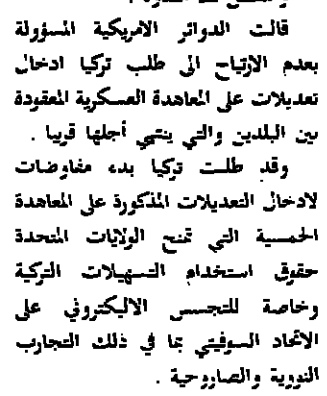 قالت الدوائر الامريكية المسؤولة
بعدم الارتياح الى طلب تركيا ادخال
تعديلات على المعاهدة العسكرية المعقودة
بين البلدين والتي ينتهي أجلها قريبا .
وقد طلبت تركيا بدء مفاوضات
لادخال التعديلات المذكورة على المعاهدة
الخمسية التي تمنح الولايات المتحدة
حقوق استخدام التسهيلات التركية
وخاصة للتجسس الاليكتروني على
الاتحاد السوفيتي بما في ذلك التجارب
النووية والصاروحية .